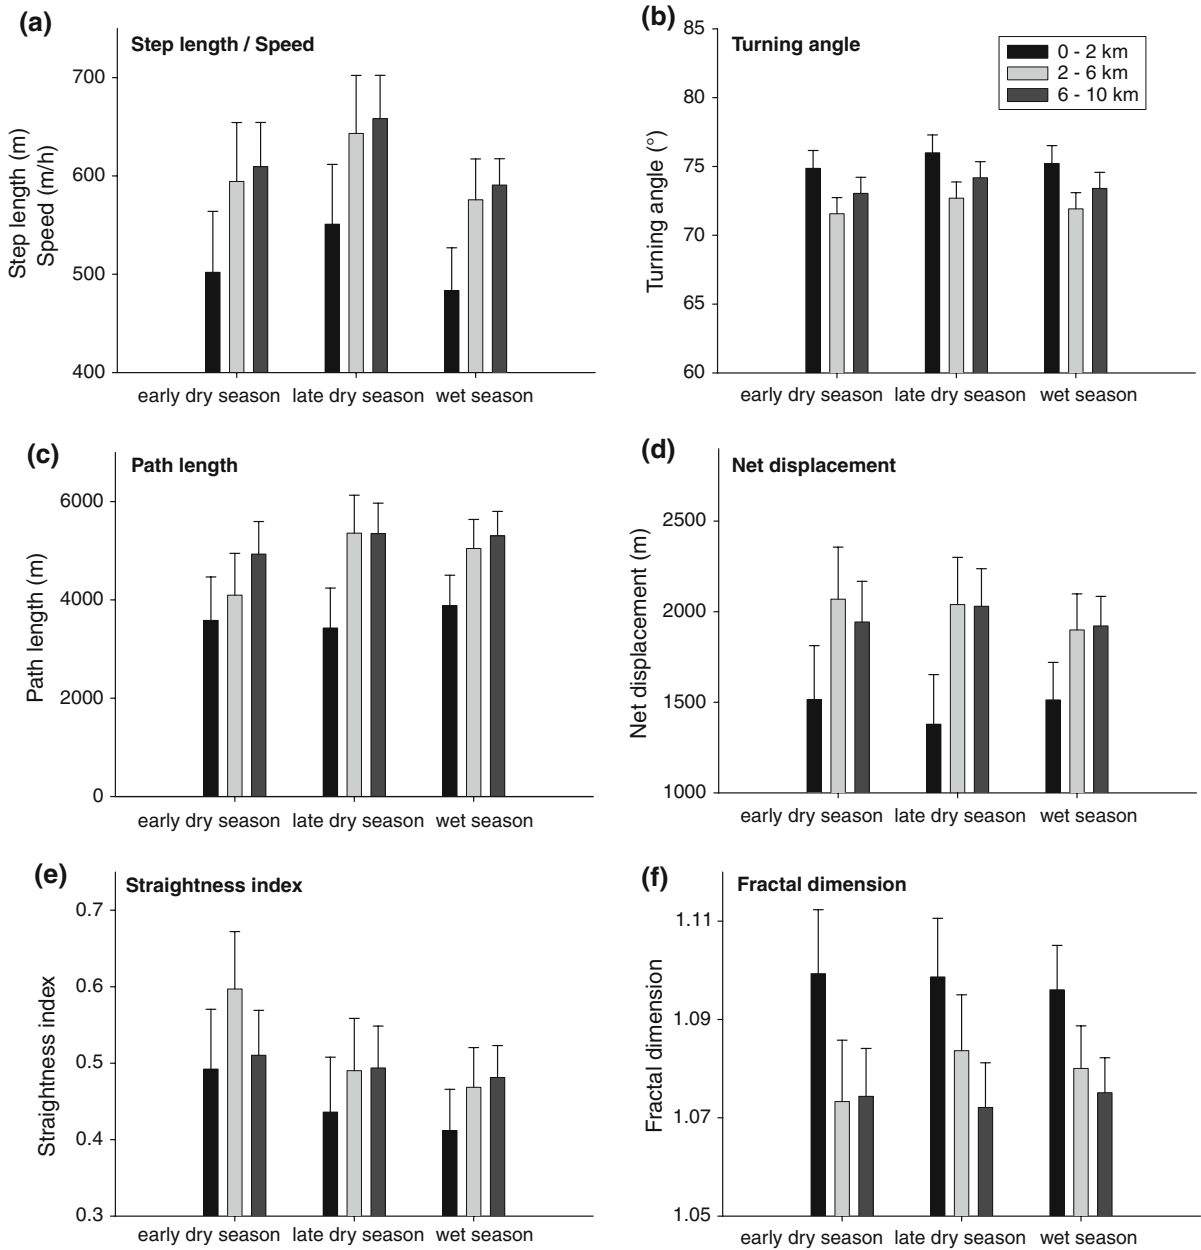 (a)
Step length / Speed
Step length (m)
Speed (m/h)
700
600
500
400
early dry season late dry season wet season
(b)
Turning angle
0 - 2 km
2 - 6 km
6 - 10 km
Turning angle (°)
85
80
75
70
65
60
early dry season late dry season wet season
(c)
Path length
Path length (m)
6000
4000
2000
0
early dry season late dry season wet season
(d)
Net displacement
Net displacement (m)
2500
2000
1500
1000
early dry season late dry season wet season
(e)
Straightness index
Straightness index
0.7
0.6
0.5
0.4
0.3
early dry season late dry season wet season
(f)
Fractal dimension
Fractal dimension
1.11
1.09
1.07
1.05
early dry season late dry season wet season